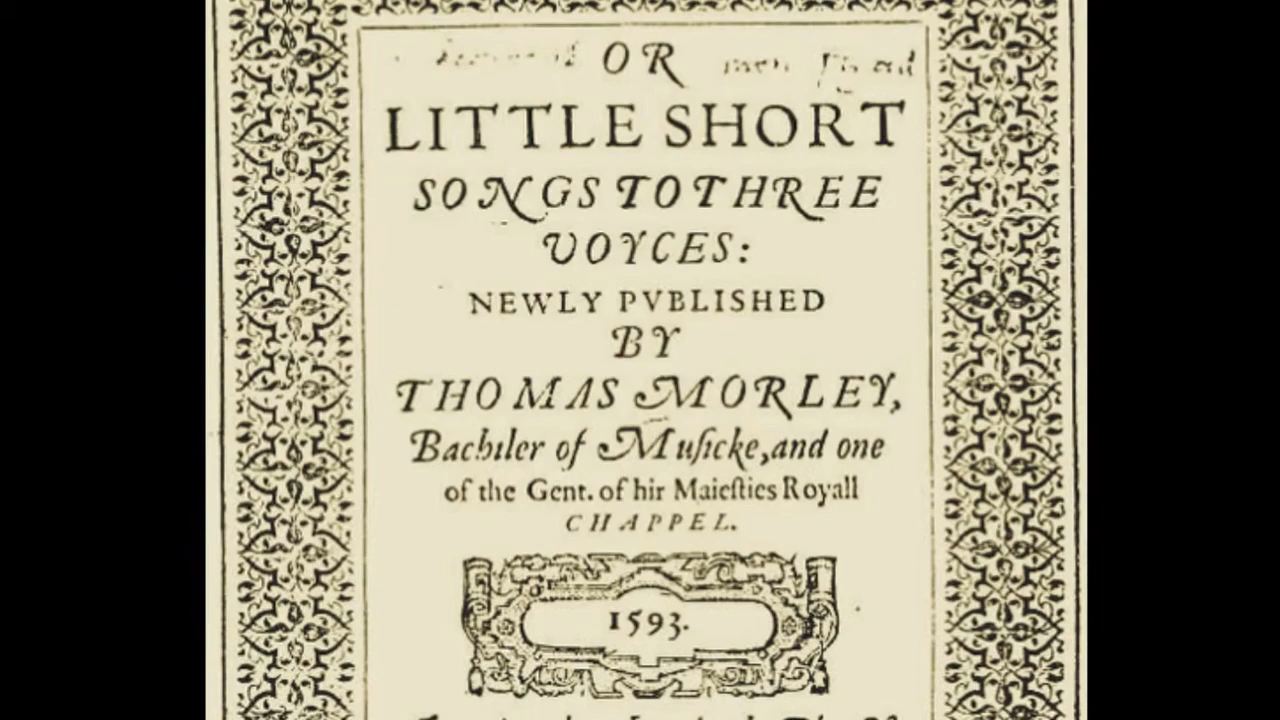 OR
LITTLE SHORT
SONGS TO THREE
VOYCES:
NEWLY PVBLISHED
BY
THOMAS MORLEY,
Bachiler of Muſicke, and one
of the Gent. of hir Maieſties Royall
CHAPPEL.
1593.